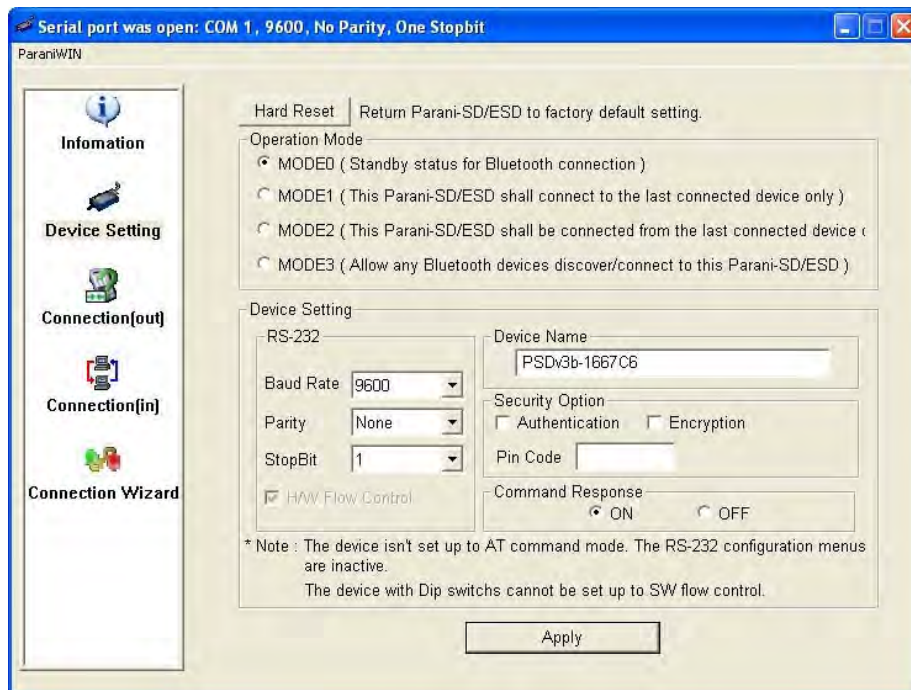 Serial port was open: COM 1, 9600, No Parity, One Stopbit
ParaniWIN
Infomation
Device Setting
Connection(out)
Connection(in)
Connection Wizard
Hard Reset Return Parani-SD/ESD to factory default setting.
Operation Mode
MODE0 ( Standby status for Bluetooth connection )
MODE1 ( This Parani-SD/ESD shall connect to the last connected device only )
MODE2 ( This Parani-SD/ESD shall be connected from the last connected device
MODE3 ( Allow any Bluetooth devices discover/connect to this Parani-SD/ESD )
Device Setting
RS-232
Baud Rate 9600
Parity None
StopBit 1
H/W Flow Control
Device Name
PSDv3b-1667C6
Security Option
Authentication Encryption
Pin Code
Command Response
ON OFF
* Note : The device isn't set up to AT command mode. The RS-232 configuration menus
are inactive.
The device with Dip switchs cannot be set up to SW flow control.
Apply